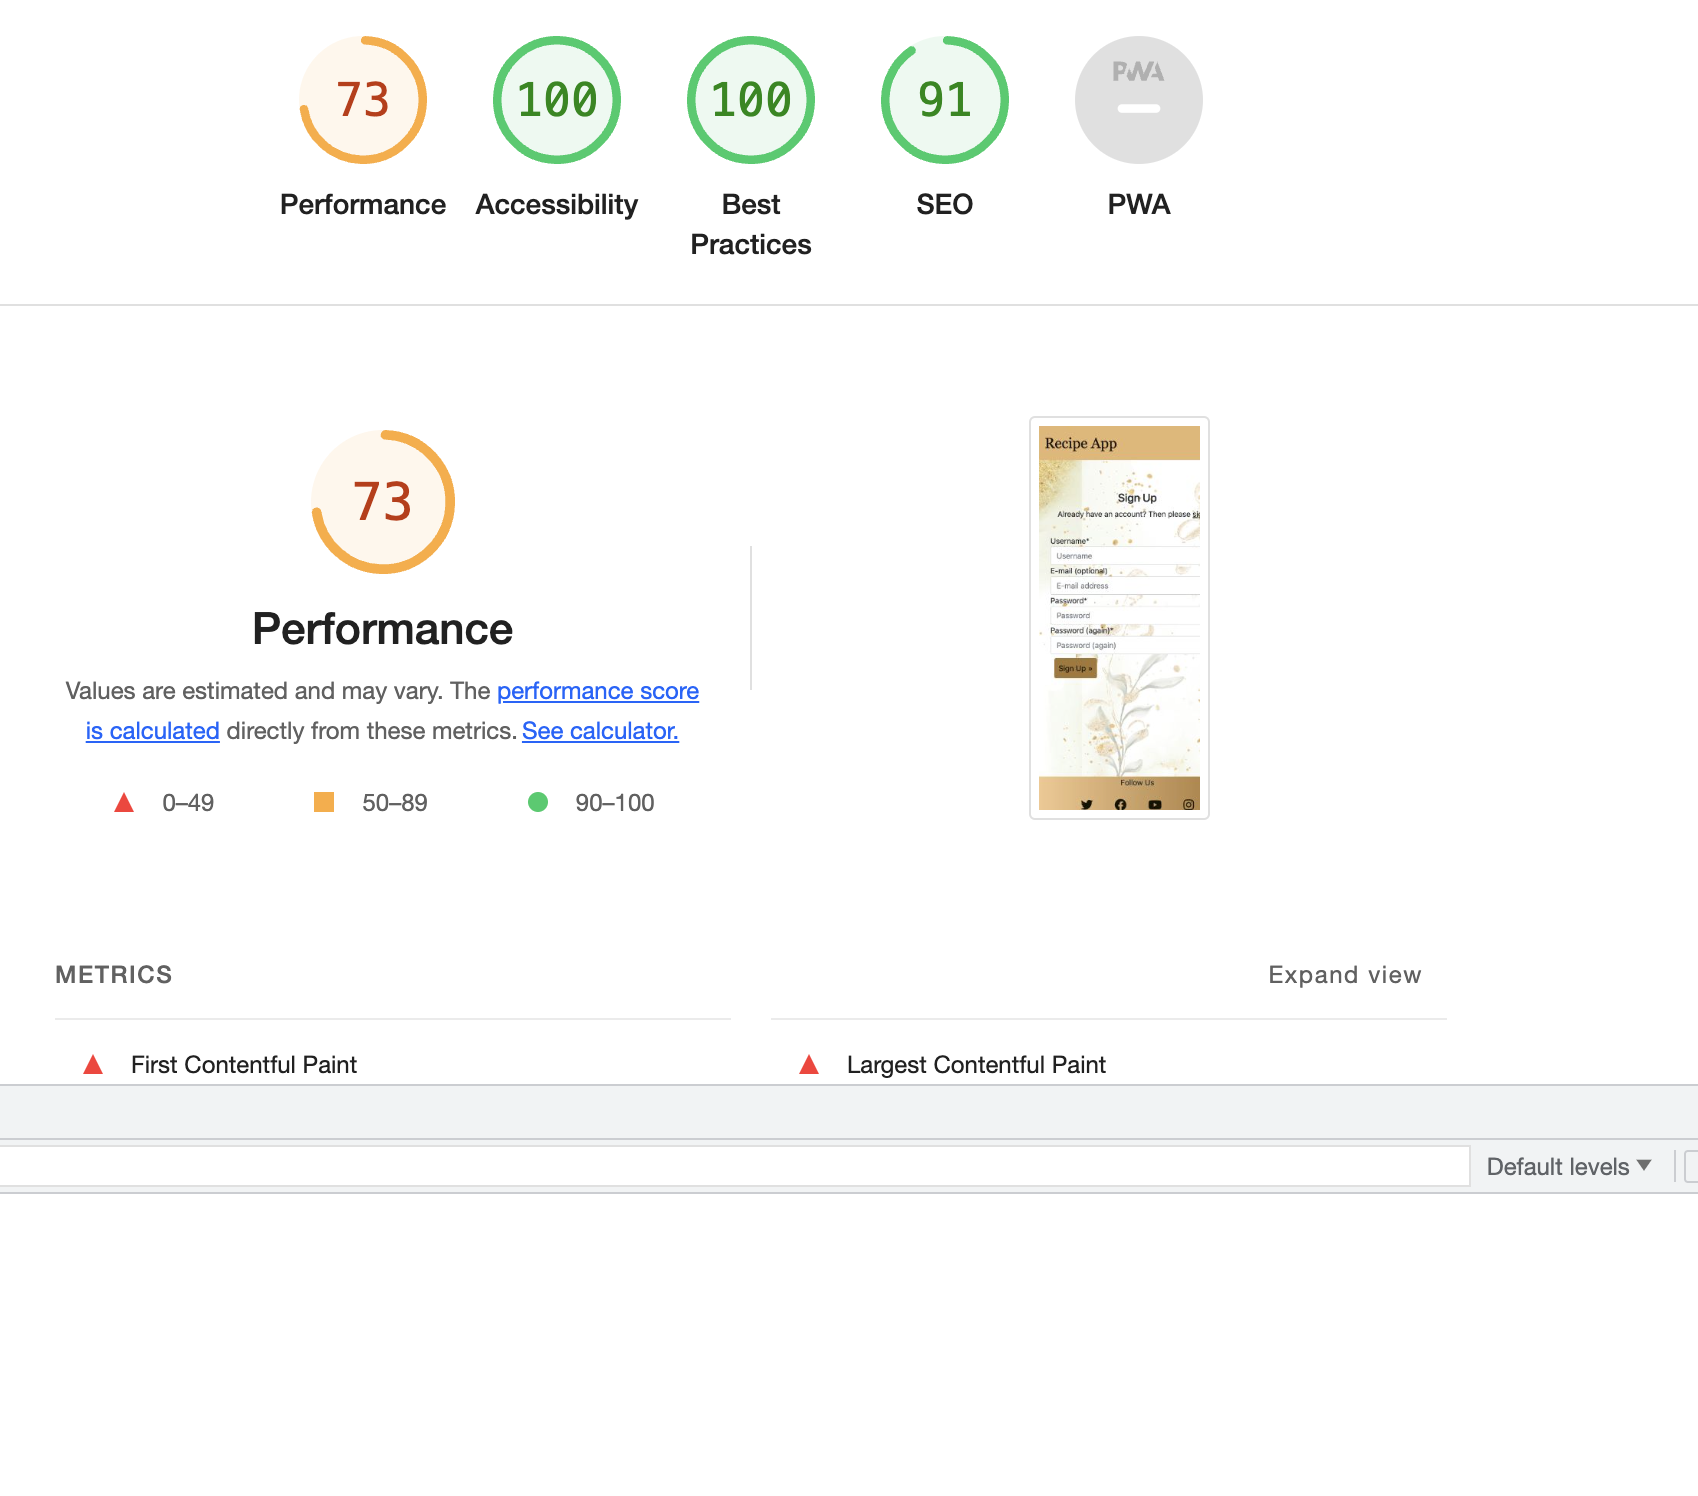 73
100
100
91
PWA
Performance
Accessibility
Best
Practices
SEO
PWA
73
Performance
Values are estimated and may vary. The performance score
is calculated directly from these metrics. See calculator.
0–49
50–89
90–100
Recipe App
Sign Up
Already have an account? Then please
Username*
Username
E-mail (optional)
E-mail address
Password*
Password
Password (again)*
Password (again)
Sign Up »
Follow Us
METRICS
Expand view
First Contentful Paint
Largest Contentful Paint
Default levels